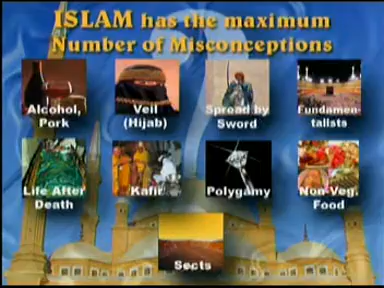 ISLAM has the maximum
Number of Misconceptions
Alcohol,
Pork
Veil
(Hijab)
Spread by
Sword
Fundamen-
talists
Life After
Death
Kafir
Polygamy
Non-Veg.
Food
Sects